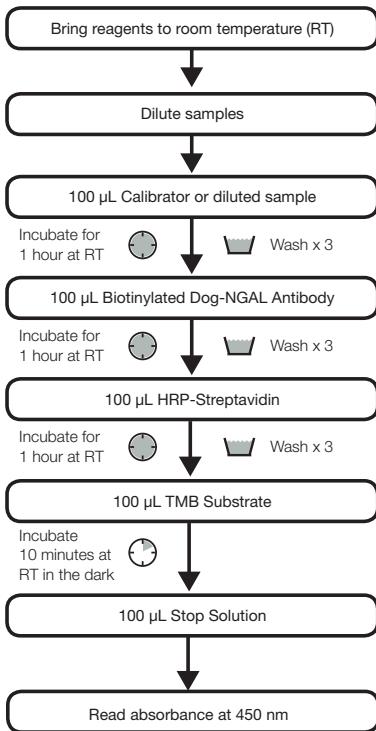 Bring reagents to room temperature (RT)
Dilute samples
100 µL Calibrator or diluted sample
Incubate for
1 hour at RT
Wash x 3
100 µL Biotinylated Dog-NGAL Antibody
Incubate for
1 hour at RT
Wash x 3
100 µL HRP-Streptavidin
Incubate for
1 hour at RT
Wash x 3
100 µL TMB Substrate
Incubate
10 minutes at
RT in the dark
100 µL Stop Solution
Read absorbance at 450 nm